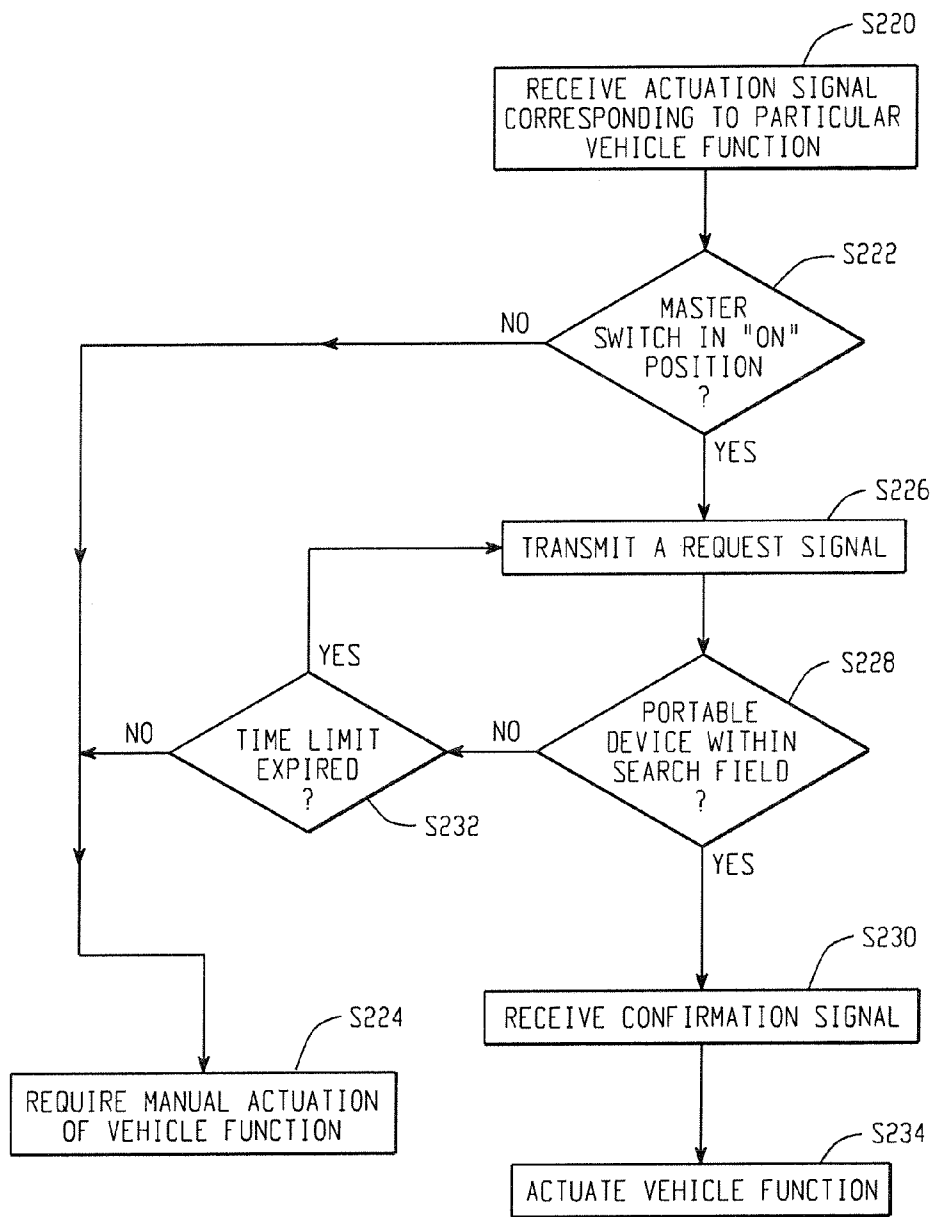 S220
RECEIVE ACTUATION SIGNAL
CORRESPONDING TO PARTICULAR
VEHICLE FUNCTION
S222
MASTER
SWITCH IN "ON"
POSITION
?
NO
YES
S226
TRANSMIT A REQUEST SIGNAL
S228
PORTABLE
DEVICE WITHIN
SEARCH FIELD
?
NO
YES
S232
TIME LIMIT
EXPIRED
?
YES
NO
S230
RECEIVE CONFIRMATION SIGNAL
S224
REQUIRE MANUAL ACTUATION
OF VEHICLE FUNCTION
S234
ACTUATE VEHICLE FUNCTION